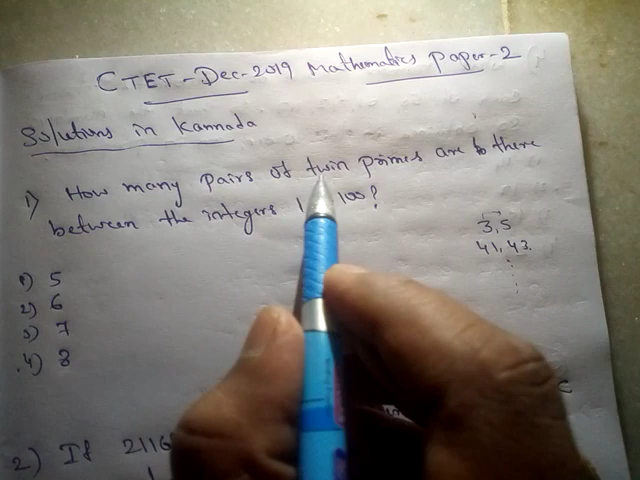 CTET-Dec-2019 Mathematics Paper-2
Solutions in Kannada
1) How many pairs of twin primes are there
between the integers 1 100?
3,5
41,43.
1) 5
2) 6
3) 7
4) 8
2) If 2116